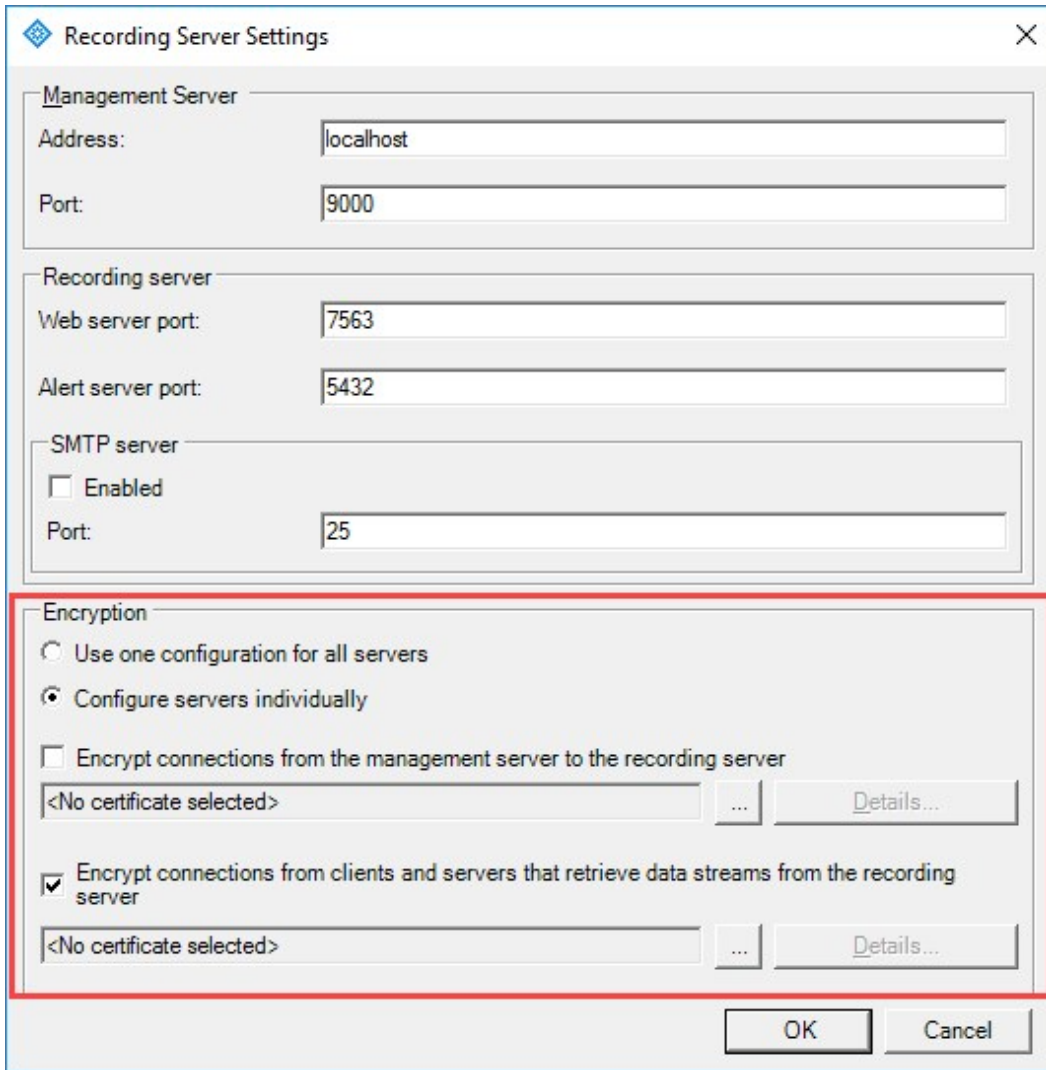 Recording Server Settings
Management Server
Address:
localhost
Port:
9000
Recording server
Web server port:
7563
Alert server port:
5432
SMTP server
Enabled
Port:
25
Encryption
Use one configuration for all servers
Configure servers individually
Encrypt connections from the management server to the recording server
<No certificate selected>
...
Details...
Encrypt connections from clients and servers that retrieve data streams from the recording
server
<No certificate selected>
...
Details...
OK
Cancel